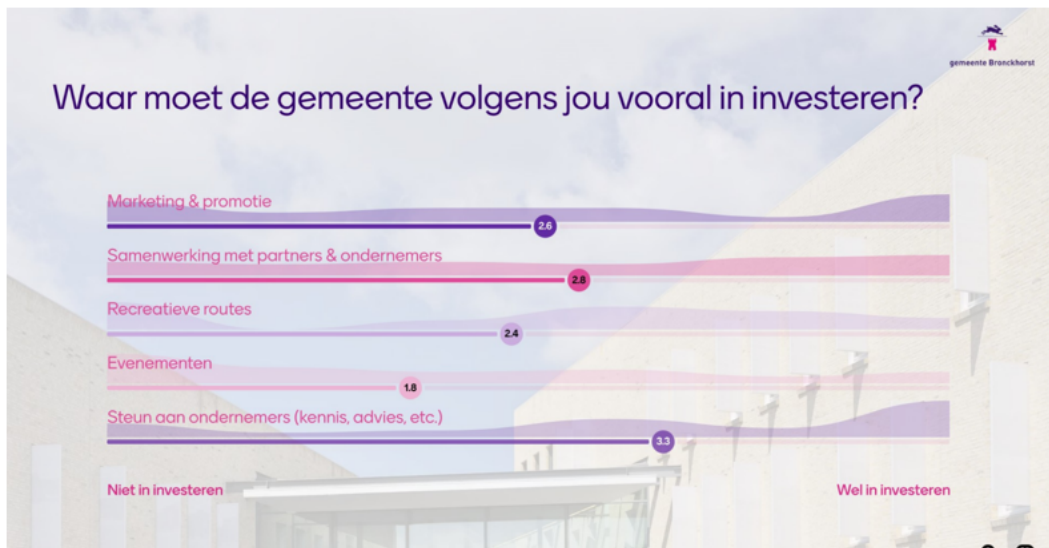 gemeente Bronckhorst
Waar moet de gemeente volgens jou vooral in investeren?
Marketing & promotie
2.6
Samenwerking met partners & ondernemers
2.8
Recreatieve routes
2.4
Evenementen
1.8
Steun aan ondernemers (kennis, advies, etc.)
3.3
Niet in investeren
Wel in investeren